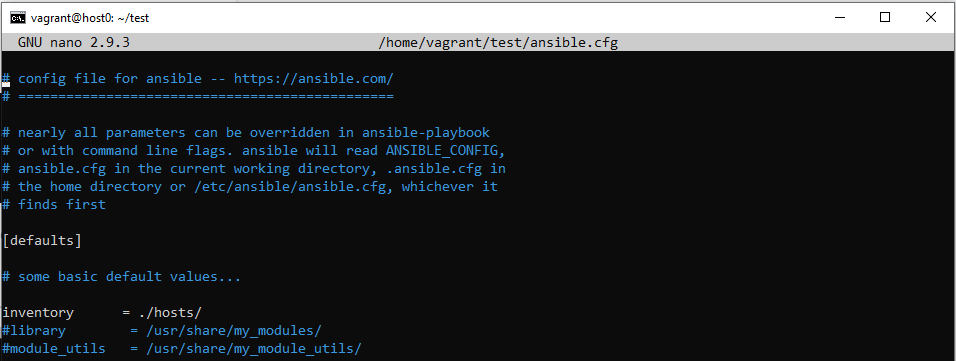 vagrant@host0: ~/test
GNU nano 2.9.3 /home/vagrant/test/ansible.cfg
# config file for ansible -- https://ansible.com/
# ===============================================
# nearly all parameters can be overridden in ansible-playbook
# or with command line flags. ansible will read ANSIBLE_CONFIG,
# ansible.cfg in the current working directory, .ansible.cfg in
# the home directory or /etc/ansible/ansible.cfg, whichever it
# finds first
[defaults]
# some basic default values...
inventory      = ./hosts/
#library        = /usr/share/my_modules/
#module_utils   = /usr/share/my_module_utils/